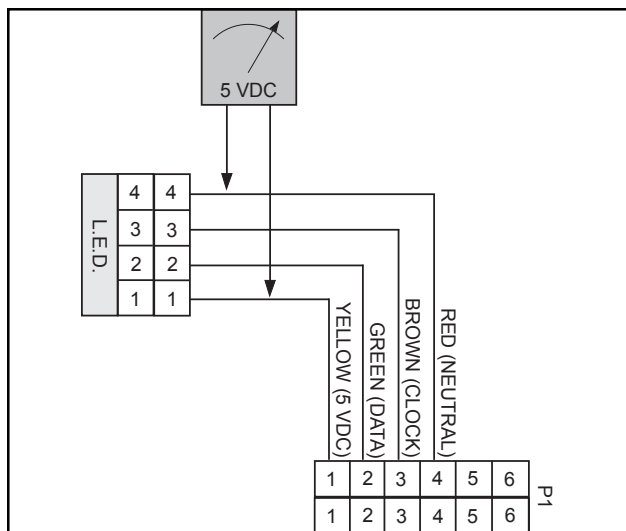 5 VDC
L.E.D.
4 4
3 3
2 2
1 1
YELLOW (5 VDC)
GREEN (DATA)
BROWN (CLOCK)
RED (NEUTRAL)
1 2 3 4 5 6
1 2 3 4 5 6
P1